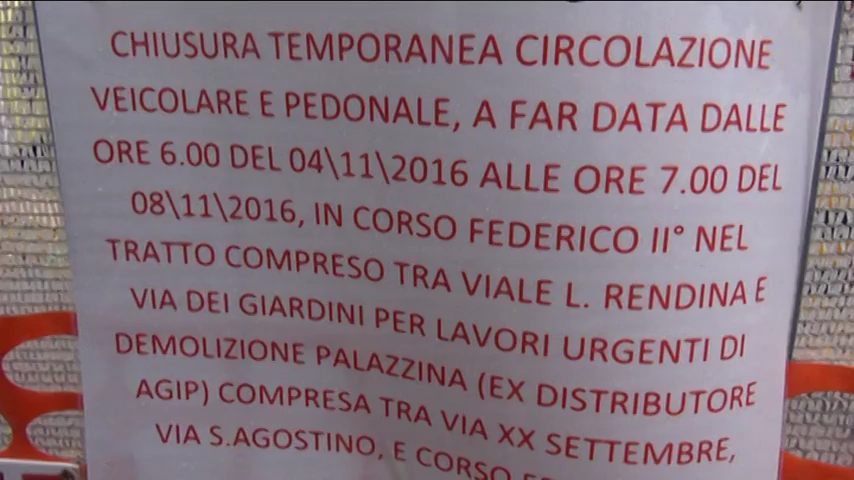 CHIUSURA TEMPORANEA CIRCOLAZIONE
VEICOLARE E PEDONALE, A FAR DATA DALLE
ORE 6.00 DEL 04\11\2016 ALLE ORE 7.00 DEL
08\11\2016, IN CORSO FEDERICO II° NEL
TRATTO COMPRESO TRA VIALE L. RENDINA E
VIA DEI GIARDINI PER LAVORI URGENTI DI
DEMOLIZIONE PALAZZINA (EX DISTRIBUTORE
AGIP) COMPRESA TRA VIA XX SETTEMBRE,
VIA S.AGOSTINO, E CORSO